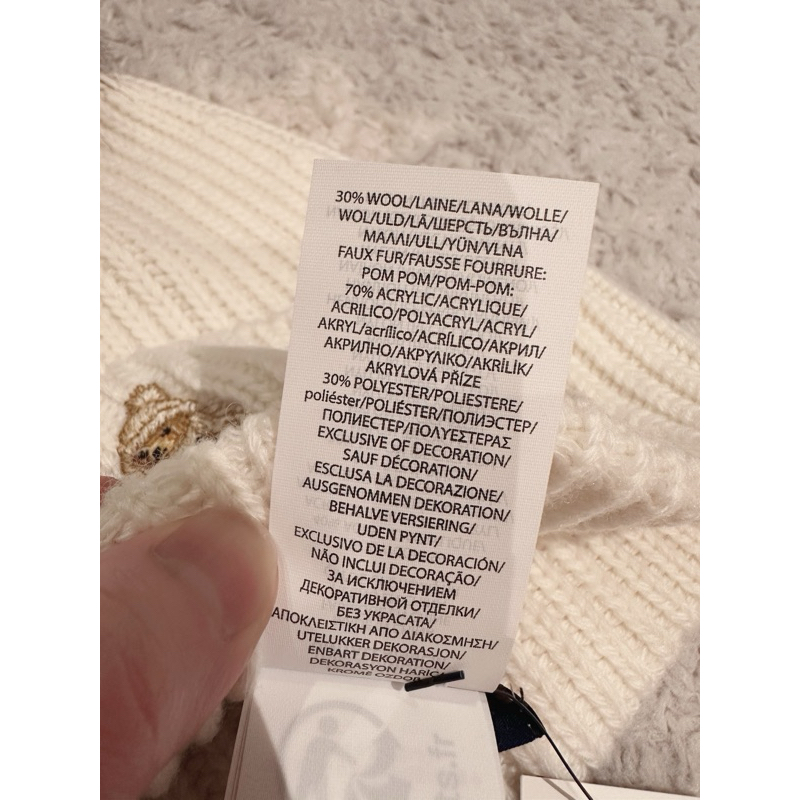 30% WOOL/LAINE/LANA/WOLLE/
WOL/ULD/LÃ/ШЕРСТЬ/ВЪЛНА/
ΜΑΛΛΙ/ULL/YÜN/VLNA
FAUX FUR/FAUSSE FOURRURE:
POM POM/POM-POM:
70% ACRYLIC/ACRYLIQUE/
ACRILICO/POLYACRYL/ACRYL/
AKRYL/acrílico/ACRÍLICO/АКРИЛ/
АКРИЛНО/ΑΚΡΥΛΙΚΟ/AKRİLİK/
AKRYLOVÁ PŘÍZE
30% POLYESTER/POLIESTERE/
poliéster/POLIÉSTER/ПОЛИЭСТЕР/
ПОЛИЕСТЕР/ΠΟΛΥΕΣΤΕΡΑΣ
EXCLUSIVE OF DECORATION/
SAUF DÉCORATION/
ESCLUSA LA DECORAZIONE/
AUSGENOMMEN DEKORATION/
BEHALVE VERSIERING/
UDEN PYNT/
EXCLUSIVO DE LA DECORACIÓN/
NÃO INCLUI DECORAÇÃO/
ЗА ИСКЛЮЧЕНИЕМ
ДЕКОРАТИВНОЙ ОТДЕЛКИ/
БЕЗ УКРАСАТА/
ΑΠΟΚΛΕΙΣΤΙΚΗ ΑΠΟ ΔΙΑΚΟΣΜΗΣΗ/
UTELUKKER DEKORASJON/
ENBART DEKORATION/
DEKORASYON HARİÇ/
KROMĚ